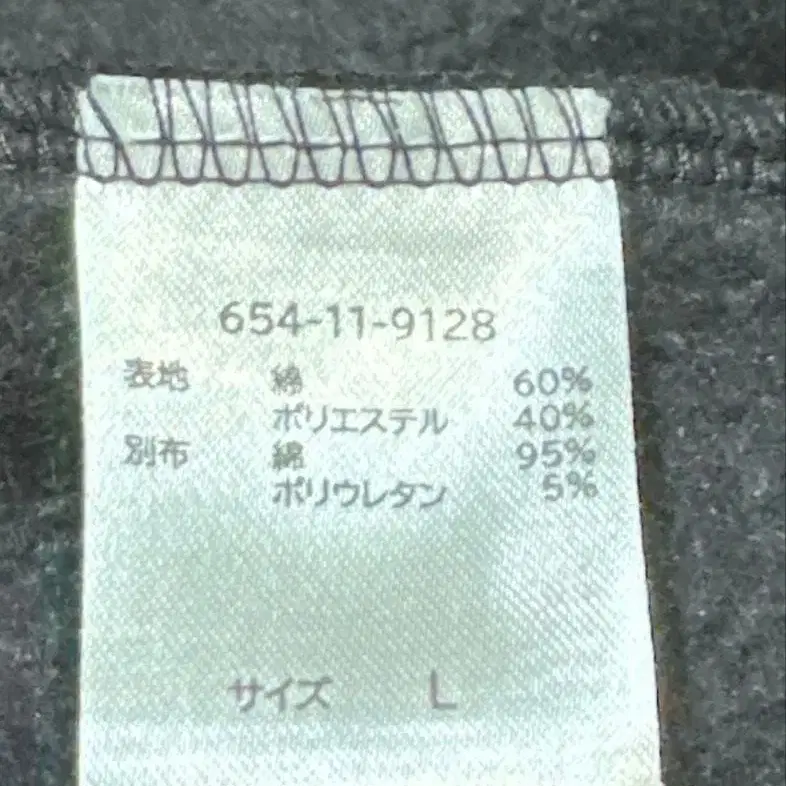 654-11-9128
表地 綿 60%
ポリエステル 40%
別布 綿 95%
ポリウレタン 5%
サイズ L